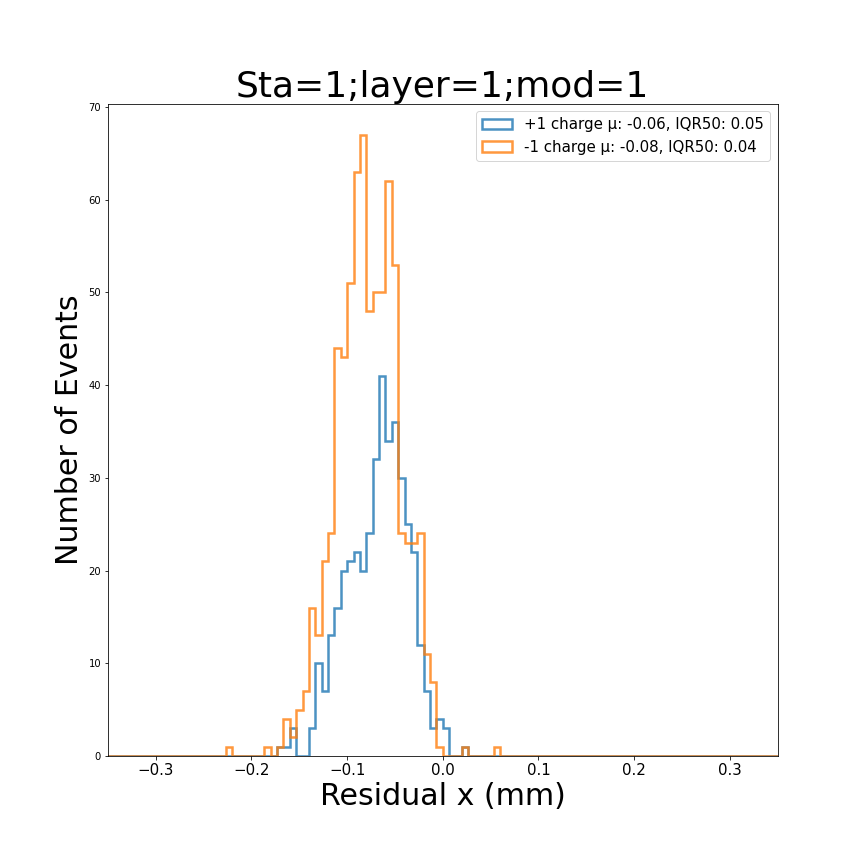 Sta=1;layer=1;mod=1
+1 charge μ: -0.06, IQR50: 0.05
-1 charge μ: -0.08, IQR50: 0.04
Number of Events
70
60
50
40
30
20
10
0
−0.3 −0.2 −0.1 0.0 0.1 0.2 0.3
Residual x (mm)